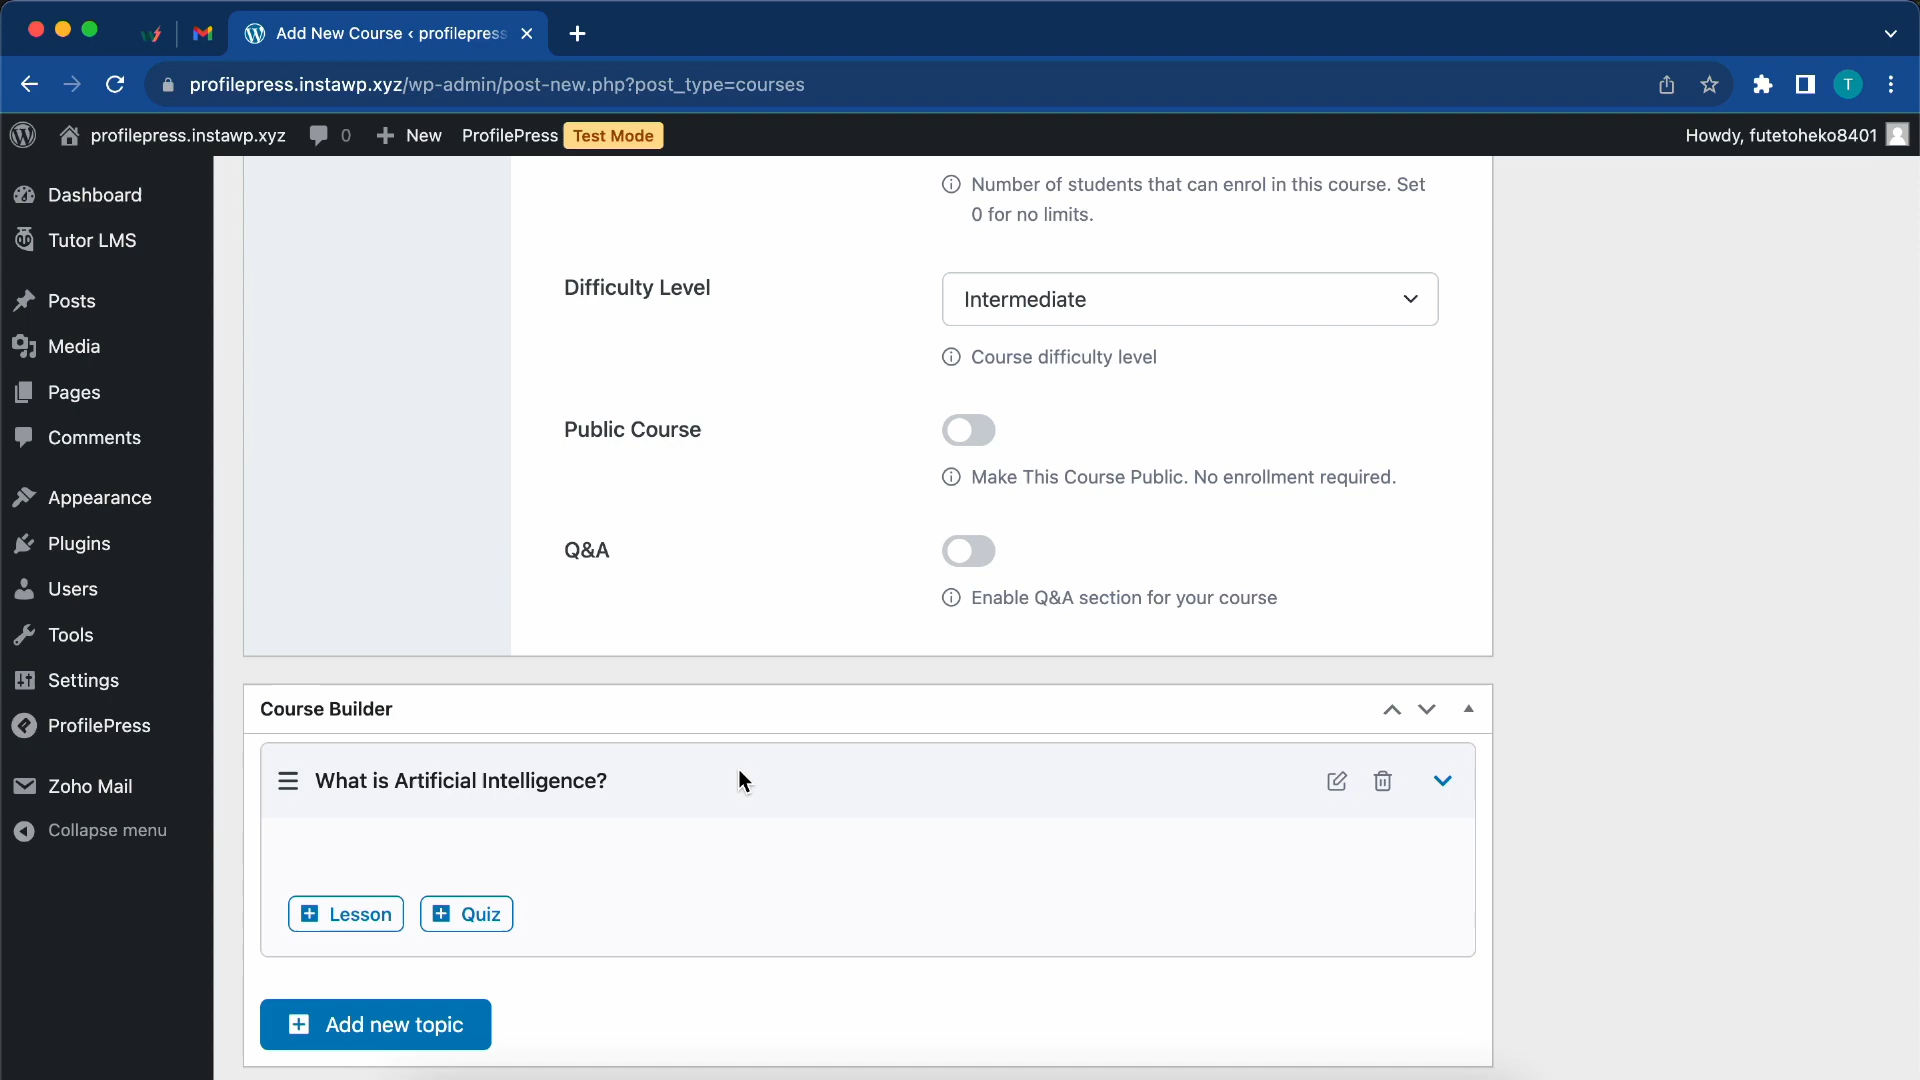 Add New Course < profilepress
profilepress.instawp.xyz/wp-admin/post-new.php?post_type=courses
T
profilepress.instawp.xyz 0 New ProfilePress Test Mode
Howdy, futetoheko8401
Dashboard
Tutor LMS
Posts
Media
Pages
Comments
Appearance
Plugins
Users
Tools
Settings
ProfilePress
Zoho Mail
Collapse menu
Number of students that can enrol in this course. Set
0 for no limits.
Difficulty Level
Intermediate
Course difficulty level
Public Course
Make This Course Public. No enrollment required.
Q&A
Enable Q&A section for your course
Course Builder
What is Artificial Intelligence?
Lesson
Quiz
Add new topic